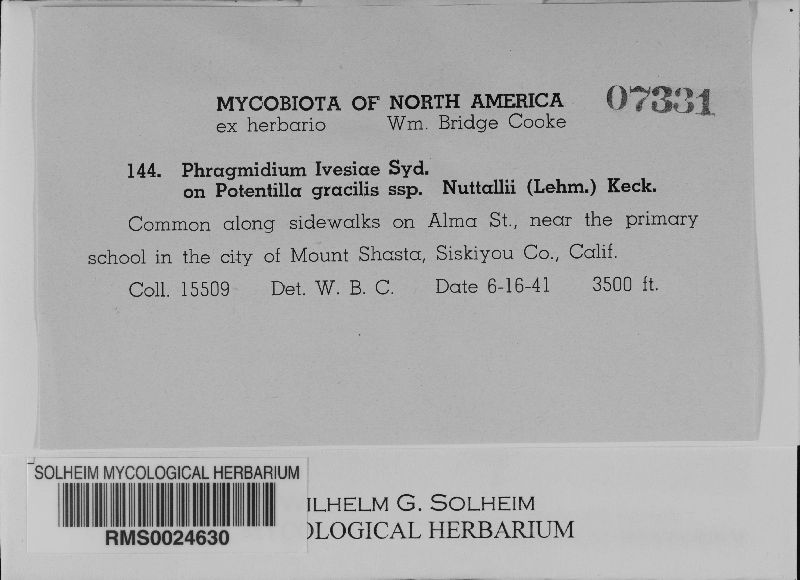 MYCOBIOTA OF NORTH AMERICA 07331
ex herbario Wm. Bridge Cooke
144. Phragmidium Ivesiae Syd.
on Potentilla gracilis ssp. Nuttallii (Lehm.) Keck.
Common along sidewalks on Alma St., near the primary
school in the city of Mount Shasta, Siskiyou Co., Calif.
Coll. 15509 Det. W. B. C. Date 6-16-41 3500 ft.
SOLHEIM MYCOLOGICAL HERBARIUM
RMS0024630
ILHELM G. SOLHEIM
OLOGICAL HERBARIUM